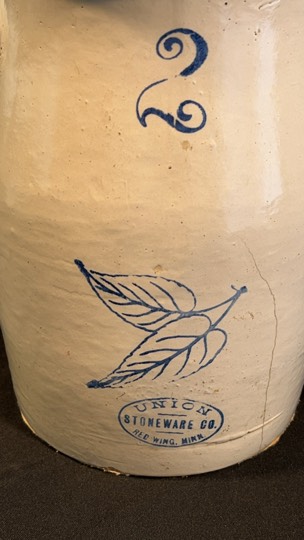 2
UNION
STONEWARE CO.
RED WING, MINN.